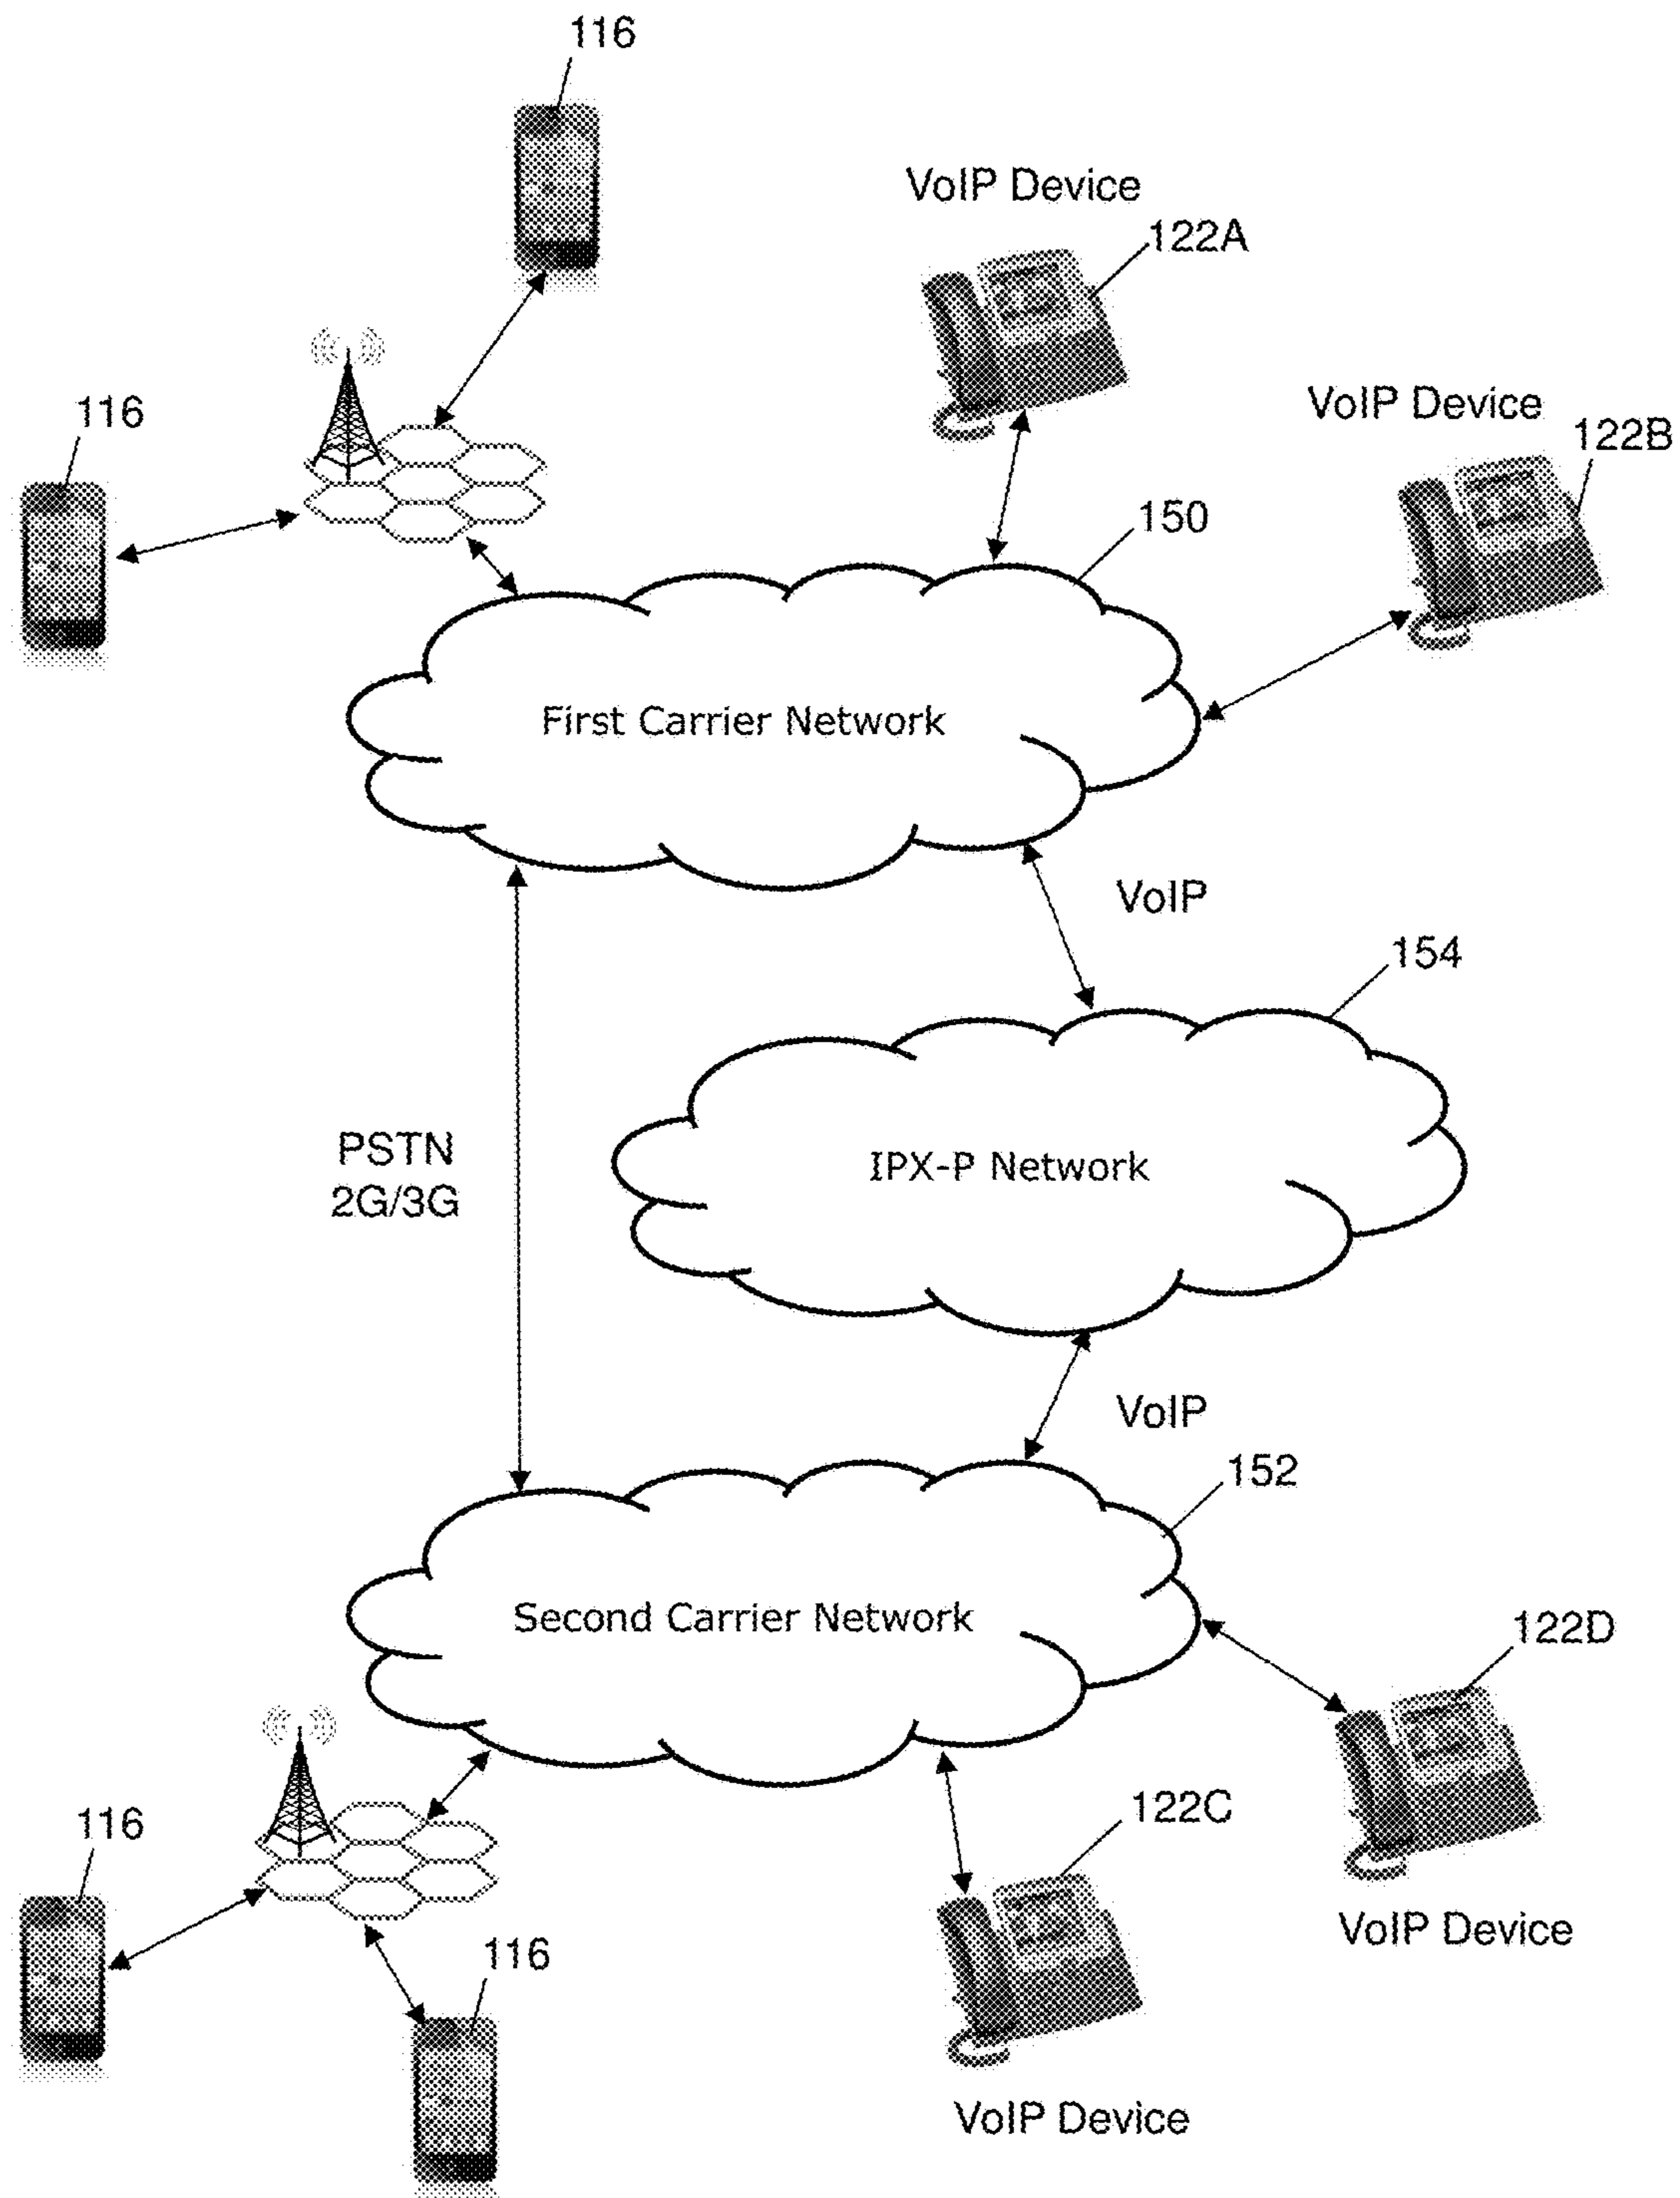 116
VoIP Device
122A
116
VoIP Device
122B
150
First Carrier Network
VoIP
154
PSTN
2G/3G
IPX-P Network
VoIP
152
Second Carrier Network
122D
116
122C
VoIP Device
116
VoIP Device